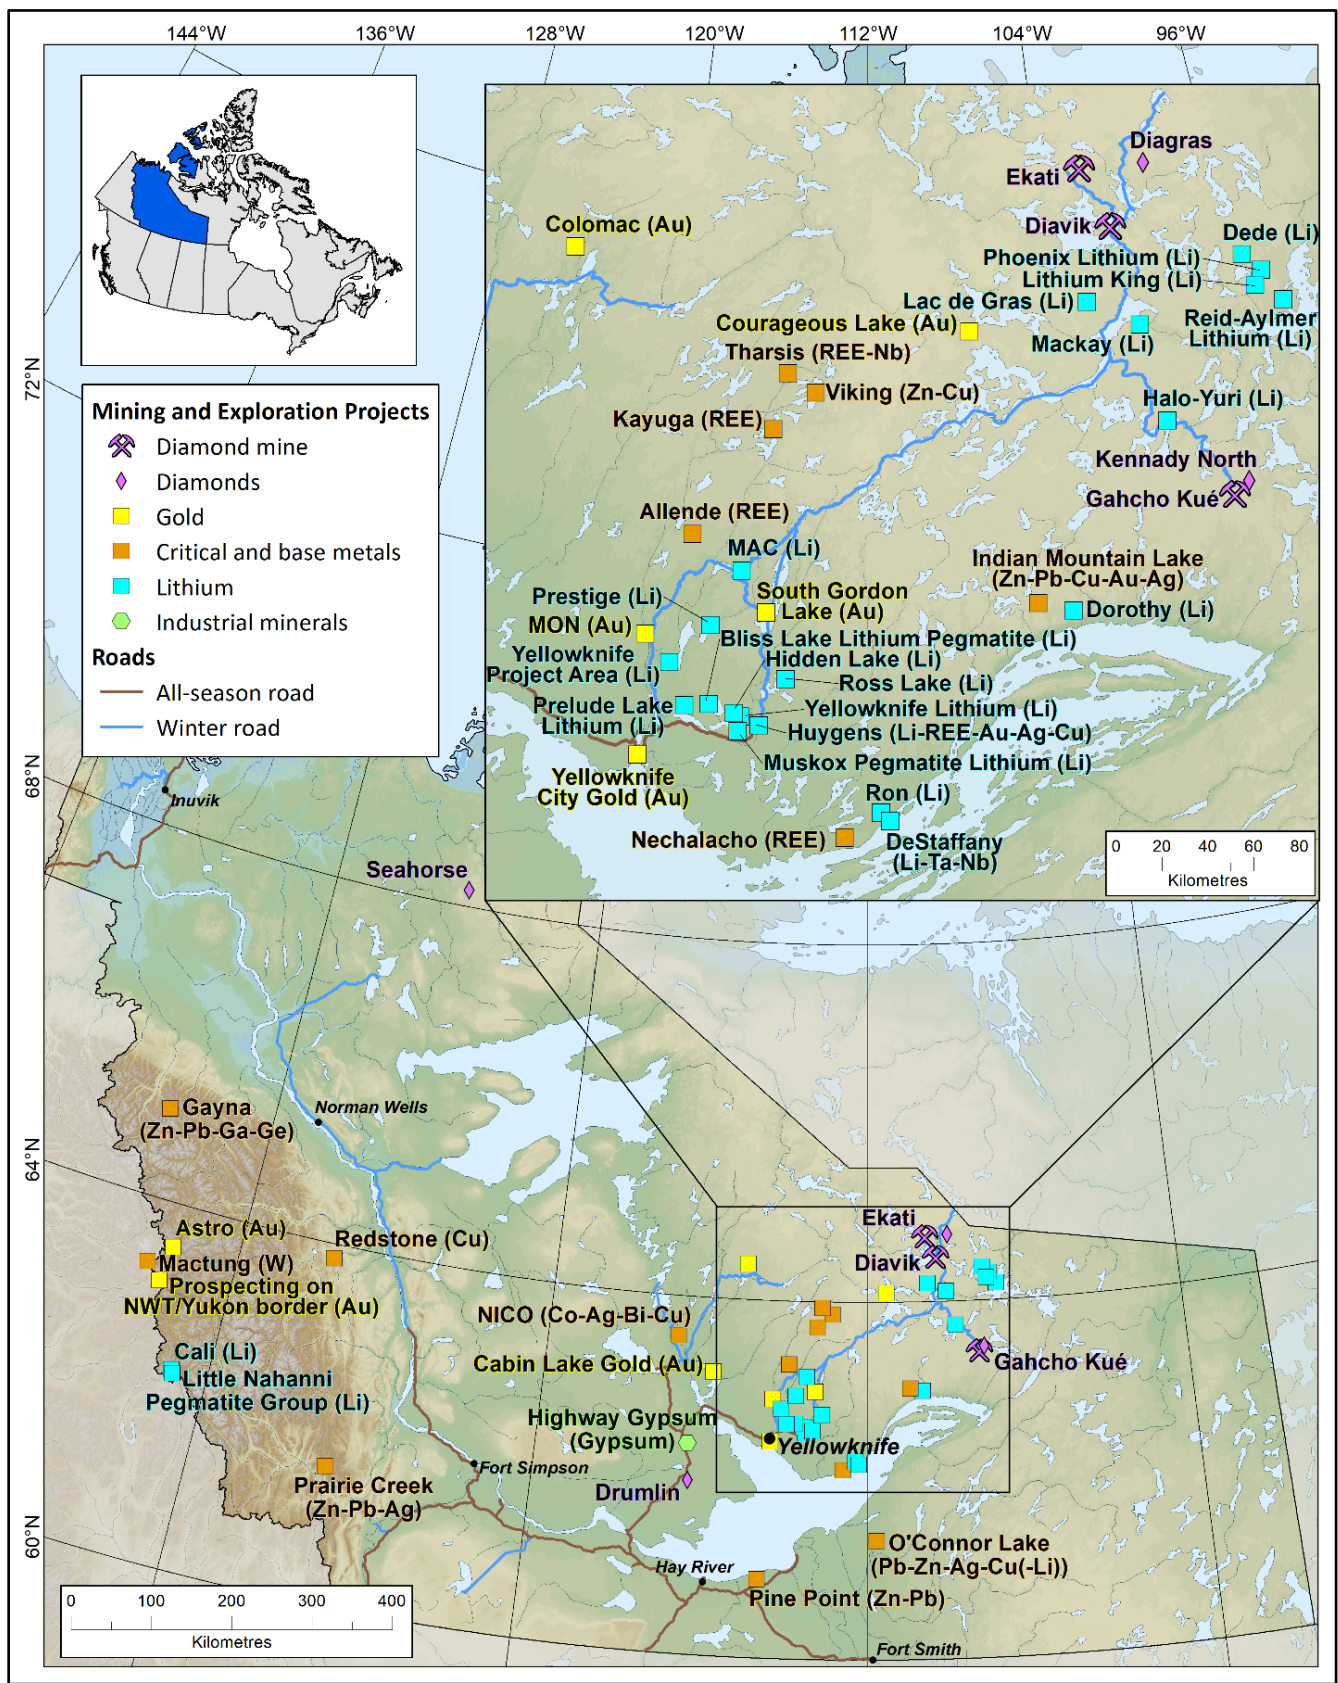 144°W 136°W 128°W 120°W 112°W 104°W 96°W
72°N
68°N
64°N
60°N
Mining and Exploration Projects
Diamond mine
Diamonds
Gold
Critical and base metals
Lithium
Industrial minerals
Roads
All-season road
Winter road
Diagras
Ekati
Diavik
Colomac (Au)
Dede (Li)
Phoenix Lithium (Li)
Lithium King (Li)
Lac de Gras (Li)
Reid-Aylmer
Lithium (Li)
Courageous Lake (Au)
Mackay (Li)
Tharsis (REE-Nb)
Viking (Zn-Cu)
Halo-Yuri (Li)
Kayuga (REE)
Kennady North
Gahcho Kué
Allende (REE)
MAC (Li)
Indian Mountain Lake
(Zn-Pb-Cu-Au-Ag)
South Gordon
Lake (Au)
Prestige (Li)
Dorothy (Li)
MON (Au)
Bliss Lake Lithium Pegmatite (Li)
Yellowknife
Project Area (Li)
Hidden Lake (Li)
Ross Lake (Li)
Prelude Lake
Lithium (Li)
Yellowknife Lithium (Li)
Huygens (Li-REE-Au-Ag-Cu)
Muskox Pegmatite Lithium (Li)
Yellowknife
City Gold (Au)
Ron (Li)
Nechalacho (REE)
DeStaffany
(Li-Ta-Nb)
0 20 40 60 80
Kilometres
Inuvik
Seahorse
Gayna
(Zn-Pb-Ga-Ge)
Norman Wells
Astro (Au)
Redstone (Cu)
Mactung (W)
Prospecting on
NWT/Yukon border (Au)
Ekati
Diavik
NICO (Co-Ag-Bi-Cu)
Cali (Li)
Little Nahanni
Pegmatite Group (Li)
Cabin Lake Gold (Au)
Gahcho Kué
Highway Gypsum
(Gypsum)
Yellowknife
Fort Simpson
Prairie Creek
(Zn-Pb-Ag)
Drumlin
O'Connor Lake
(Pb-Zn-Ag-Cu(-Li))
Hay River
Pine Point (Zn-Pb)
Fort Smith
0 100 200 300 400
Kilometres